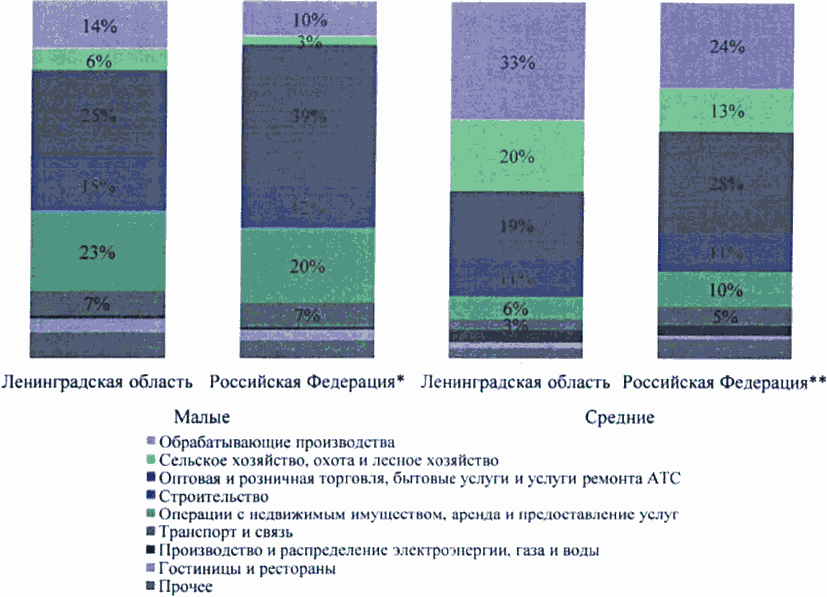 14%
10%
33%
24%
6%
3%
20%
13%
25%
39%
19%
28%
15%
12%
11%
11%
23%
20%
6%
10%
7%
7%
3%
5%
Ленинградская область
Российская Федерация*
Ленинградская область
Российская Федерация**
Малые
Средние
Обрабатывающие производства
Сельское хозяйство, охота и лесное хозяйство
Оптовая и розничная торговля, бытовые услуги и услуги ремонта АТС
Строительство
Операции с недвижимым имуществом, аренда и предоставление услуг
Транспорт и связь
Производство и распределение электроэнергии, газа и воды
Гостиницы и рестораны
Прочее